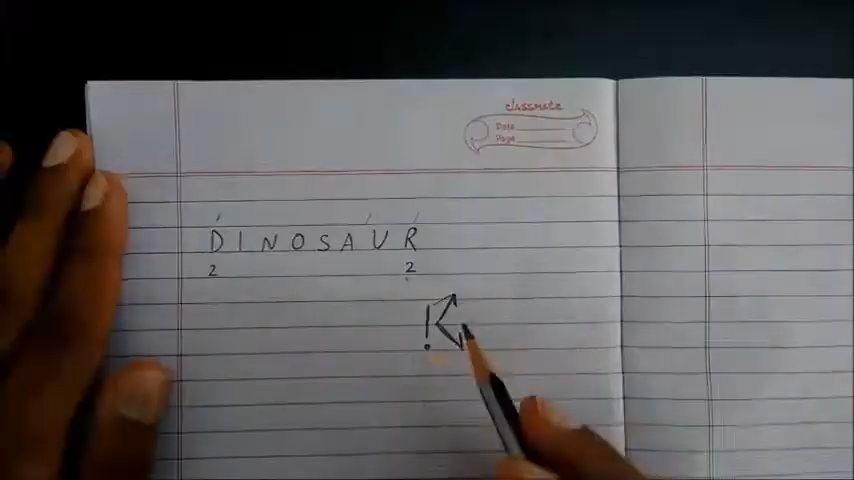 classmate
Date
Page
DINOSAUR
2 2
K